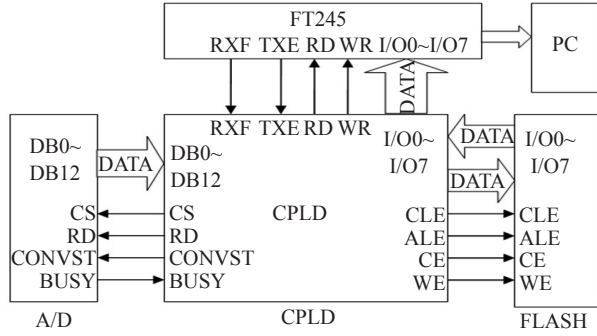 FT245
RXF TXE RD WR I/O0~I/O7
PC
DATA
RXF TXE RD WR
DB0~
DB12
DATA
DB0~
DB12
I/O0~
I/O7
DATA
DATA
I/O0~
I/O7
CPLD
CS
CS
CLE
CLE
RD
RD
ALE
ALE
CONVST
CONVST
CE
CE
BUSY
BUSY
WE
WE
A/D
CPLD
FLASH